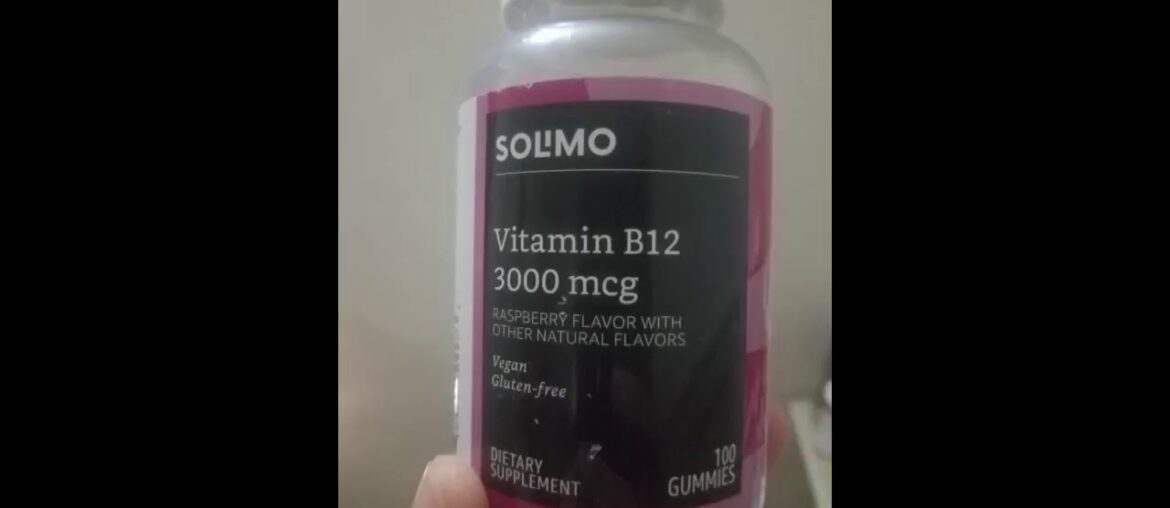 SOLIMO
Vitamin B12
3000 mcg
RASPBERRY FLAVOR WITH
OTHER NATURAL FLAVORS
Vegan
Gluten-free
DIETARY
SUPPLEMENT
100
GUMMIES